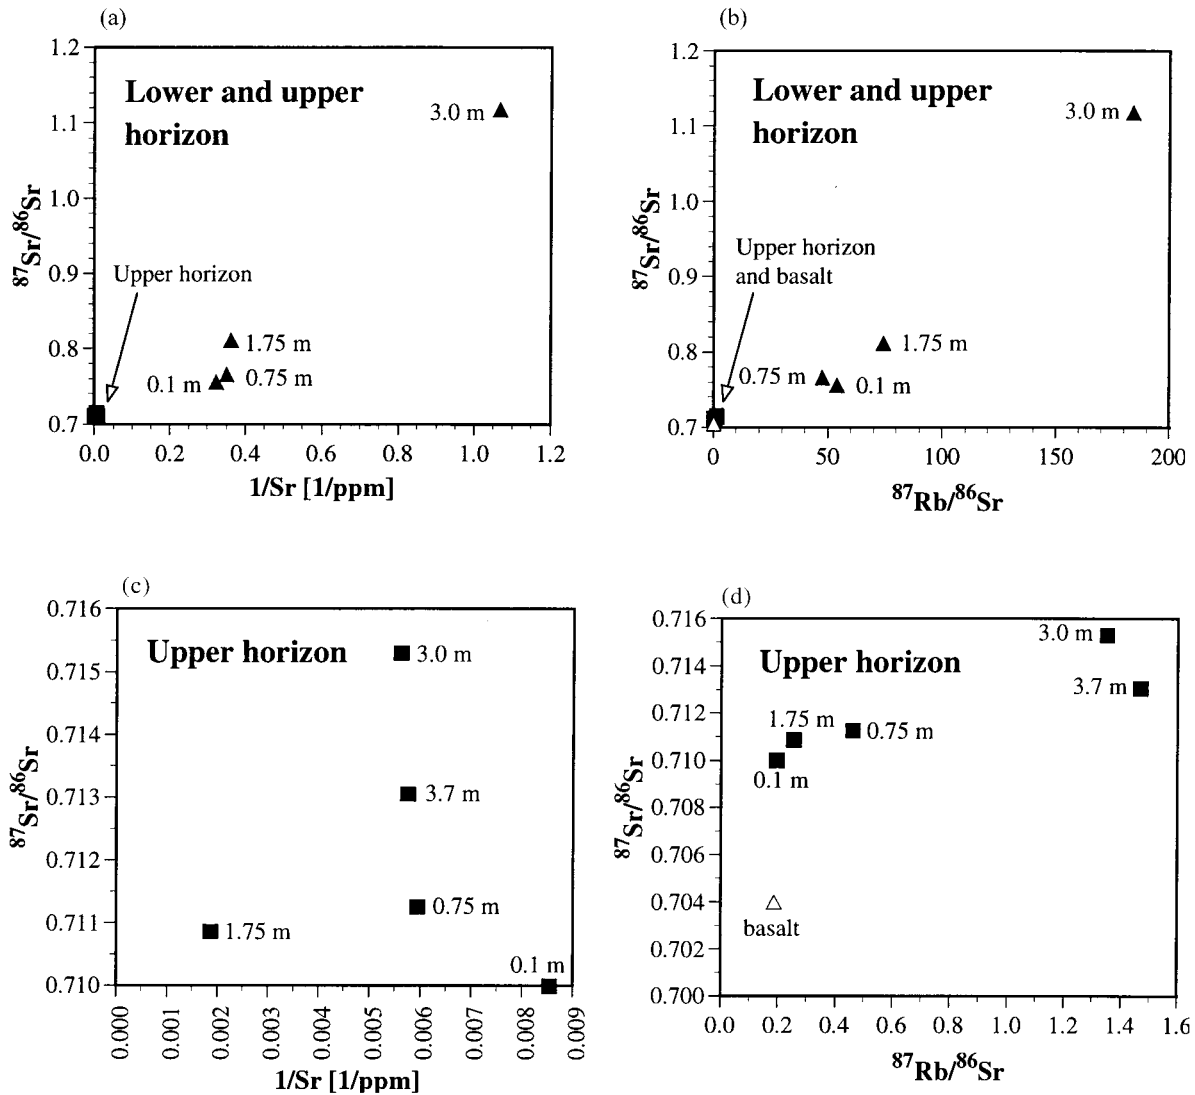 (a)
1.2
1.1
1.0
0.9
0.8
0.7
87Sr/86Sr
Lower and upper
horizon
3.0 m
Upper horizon
1.75 m
0.1 m
0.75 m
0.0 0.2 0.4 0.6 0.8 1.0 1.2
1/Sr [1/ppm]
(b)
1.2
1.1
1.0
0.9
0.8
0.7
87Sr/86Sr
Lower and upper
horizon
3.0 m
Upper horizon
and basalt
1.75 m
0.75 m
0.1 m
0 50 100 150 200
87Rb/86Sr
(c)
0.716
0.715
0.714
0.713
0.712
0.711
0.710
87Sr/86Sr
Upper horizon
3.0 m
3.7 m
0.75 m
1.75 m
0.1 m
0.000 0.001 0.002 0.003 0.004 0.005 0.006 0.007 0.008 0.009
1/Sr [1/ppm]
(d)
0.716
0.714
0.712
0.710
0.708
0.706
0.704
0.702
0.700
87Sr/86Sr
3.0 m
Upper horizon
3.7 m
1.75 m
0.75 m
0.1 m
basalt
0.0 0.2 0.4 0.6 0.8 1.0 1.2 1.4 1.6
87Rb/86Sr